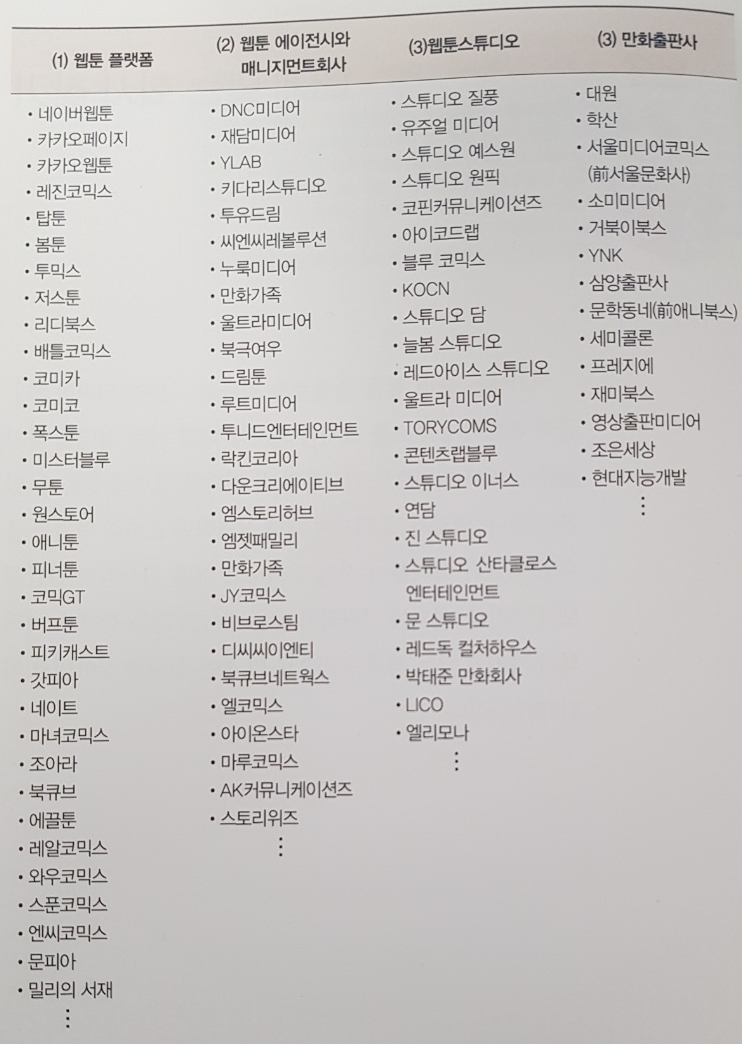 (1) 웹툰 플랫폼
• 네이버웹툰
• 카카오페이지
• 카카오웹툰
• 레진코믹스
• 탑툰
• 봄툰
• 투믹스
• 저스툰
• 리디북스
• 배틀코믹스
• 코미카
• 코미코
• 폭스툰
• 미스터블루
• 무툰
• 원스토어
• 애니툰
• 피너툰
• 코믹GT
• 버프툰
• 피키캐스트
• 갓피아
• 네이트
• 마녀코믹스
• 조아라
• 북큐브
• 에끌툰
• 레알코믹스
• 와우코믹스
• 스푼코믹스
• 엔씨코믹스
• 문피아
• 밀리의 서재
⋮
(2) 웹툰 에이전시와
매니지먼트회사
• DNC미디어
• 재담미디어
• YLAB
• 키다리스튜디오
• 투유드림
• 씨엔씨레볼루션
• 누룩미디어
• 만화가족
• 울트라미디어
• 북극여우
• 드림툰
• 루트미디어
• 투니드엔터테인먼트
• 락킨코리아
• 다운크리에이티브
• 엠스토리허브
• 엠젯패밀리
• 만화가족
• JY코믹스
• 비브로스팀
• 디씨씨이엔티
• 북큐브네트웍스
• 엘코믹스
• 아이온스타
• 마루코믹스
• AK커뮤니케이션즈
• 스토리위즈
⋮
(3)웹툰스튜디오
• 스튜디오 질풍
• 유주얼 미디어
• 스튜디오 예스원
• 스튜디오 원픽
• 코핀커뮤니케이션즈
• 아이코드랩
• 블루 코믹스
• KOCN
• 스튜디오 담
• 늘봄 스튜디오
• 레드아이스 스튜디오
• 울트라 미디어
• TORYCOMS
• 콘텐츠랩블루
• 스튜디오 이너스
• 연담
• 진 스튜디오
• 스튜디오 산타클로스
엔터테인먼트
• 문 스튜디오
• 레드독 컬처하우스
• 박태준 만화회사
• LICO
• 엘리모나
⋮
(3) 만화출판사
• 대원
• 학산
• 서울미디어코믹스
(前서울문화사)
• 소미미디어
• 거북이북스
• YNK
• 삼양출판사
• 문학동네(前애니북스)
• 세미콜론
• 프레지에
• 재미북스
• 영상출판미디어
• 조은세상
• 현대지능개발
⋮